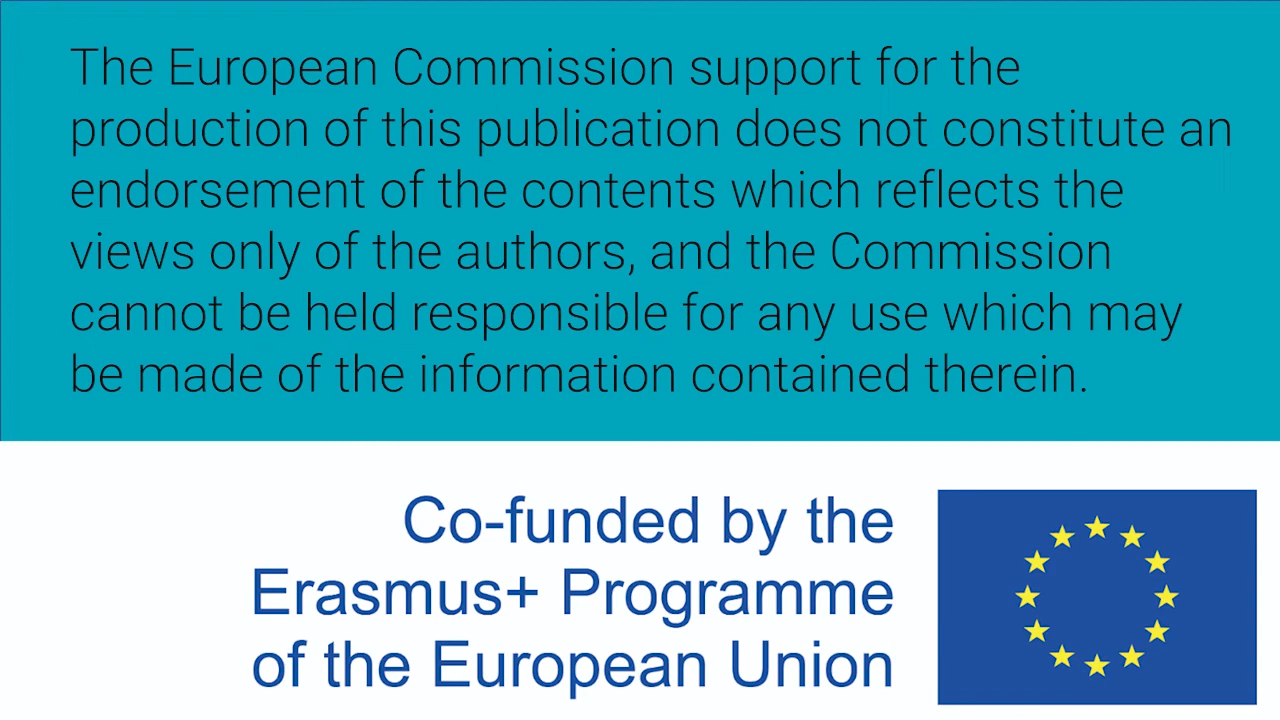 The European Commission support for the
production of this publication does not constitute an
endorsement of the contents which reflects the
views only of the authors, and the Commission
cannot be held responsible for any use which may
be made of the information contained therein.
Co-funded by the
Erasmus+ Programme
of the European Union